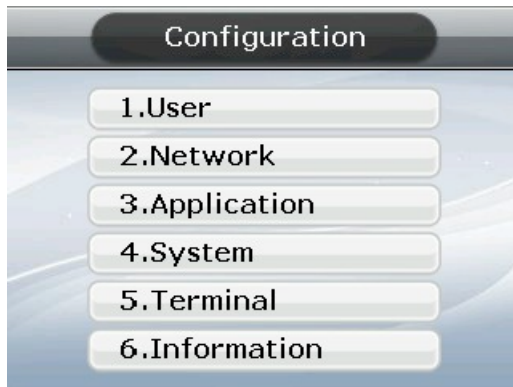 Configuration
1.User
2.Network
3.Application
4.System
5.Terminal
6.Information